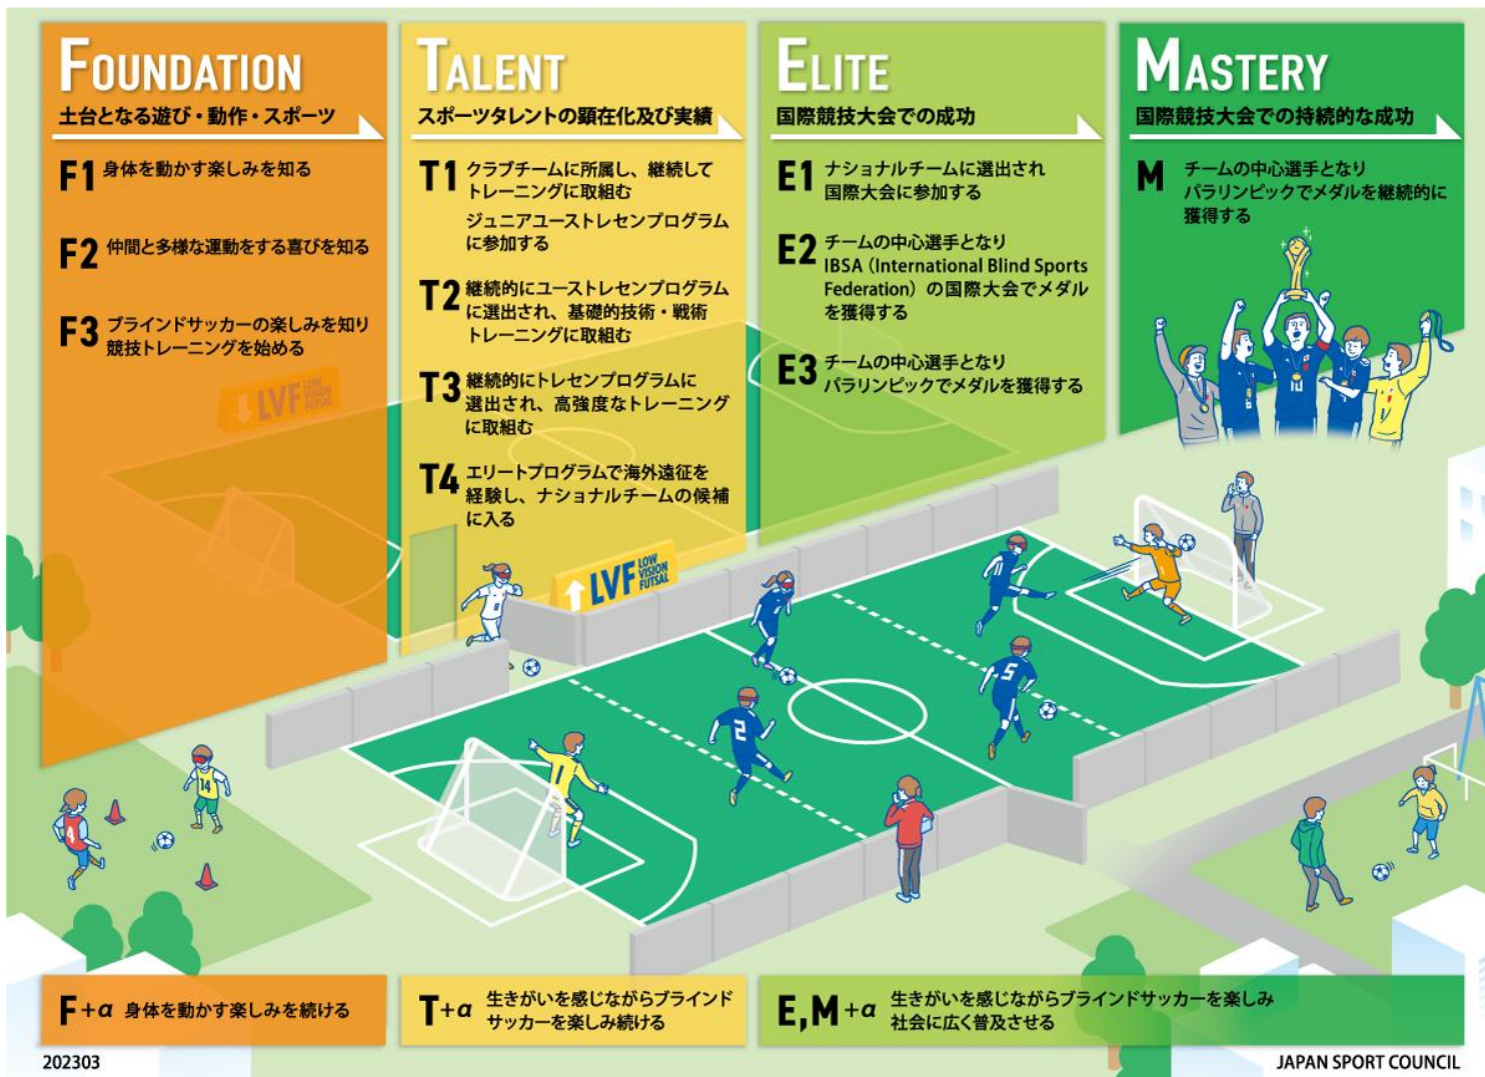 FOUNDATION
土台となる遊び・動作・スポーツ
F1 身体を動かす楽しみを知る
F2 仲間と多様な運動をする喜びを知る
F3 ブラインドサッカーの楽しみを知り
競技トレーニングを始める
TALENT
スポーツタレントの顕在化及び実績
T1 クラブチームに所属し、継続して
トレーニングに取組む
ジュニアユーストレセンプログラム
に参加する
T2 継続的にユーストレセンプログラム
に選出され、基礎的技術・戦術
トレーニングに取組む
T3 継続的にトレセンプログラムに
選出され、高強度なトレーニング
に取組む
T4 エリートプログラムで海外遠征を
経験し、ナショナルチームの候補
に入る
ELITE
国際競技大会での成功
E1 ナショナルチームに選出され
国際大会に参加する
E2 チームの中心選手となり
IBSA（International Blind Sports
Federation）の国際大会でメダル
を獲得する
E3 チームの中心選手となり
パラリンピックでメダルを獲得する
MASTERY
国際競技大会での持続的な成功
M チームの中心選手となり
パラリンピックでメダルを継続的に
獲得する
10
LVF LOW
VISION
FUTSAL
LVF LOW
VISION
FUTSAL
8
11
11
5
2
1
14
4
F+α 身体を動かす楽しみを続ける
T+α 生きがいを感じながらブラインド
サッカーを楽しみ続ける
E,M+α 生きがいを感じながらブラインドサッカーを楽しみ
社会に広く普及させる
202303
JAPAN SPORT COUNCIL